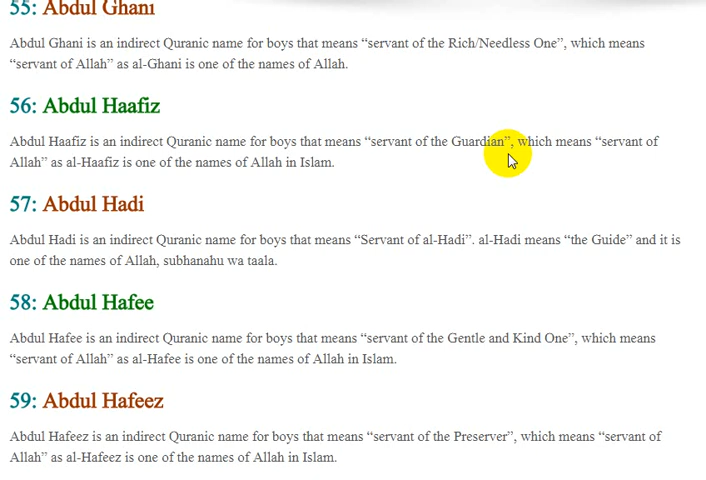 55: Abdul Ghani
Abdul Ghani is an indirect Quranic name for boys that means “servant of the Rich/Needless One”, which means
“servant of Allah” as al-Ghani is one of the names of Allah.
56: Abdul Haafiz
Abdul Haafiz is an indirect Quranic name for boys that means “servant of the Guardian”, which means “servant of
Allah” as al-Haafiz is one of the names of Allah in Islam.
57: Abdul Hadi
Abdul Hadi is an indirect Quranic name for boys that means “Servant of al-Hadi”. al-Hadi means “the Guide” and it is
one of the names of Allah, subhanahu wa taala.
58: Abdul Hafee
Abdul Hafee is an indirect Quranic name for boys that means “servant of the Gentle and Kind One”, which means
“servant of Allah” as al-Hafee is one of the names of Allah in Islam.
59: Abdul Hafeez
Abdul Hafeez is an indirect Quranic name for boys that means “servant of the Preserver”, which means “servant of
Allah” as al-Hafeez is one of the names of Allah in Islam.